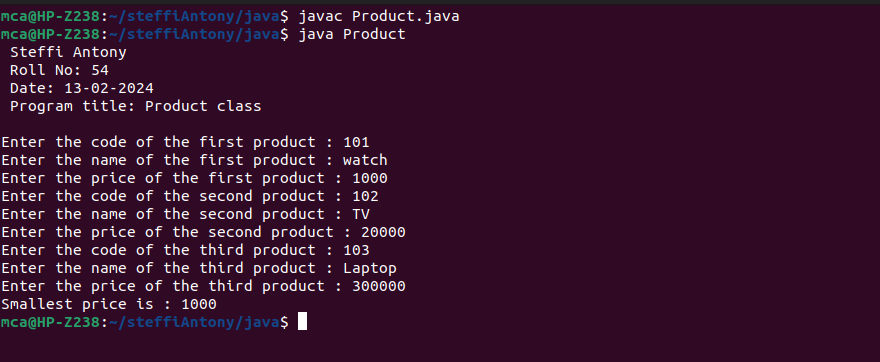 mca@HP-Z238:~/steffiAntony/java$ javac Product.java
mca@HP-Z238:~/steffiAntony/java$ java Product
 Steffi Antony
 Roll No: 54
 Date: 13-02-2024
 Program title: Product class

Enter the code of the first product : 101
Enter the name of the first product : watch
Enter the price of the first product : 1000
Enter the code of the second product : 102
Enter the name of the second product : TV
Enter the price of the second product : 20000
Enter the code of the third product : 103
Enter the name of the third product : Laptop
Enter the price of the third product : 300000
Smallest price is : 1000
mca@HP-Z238:~/steffiAntony/java$